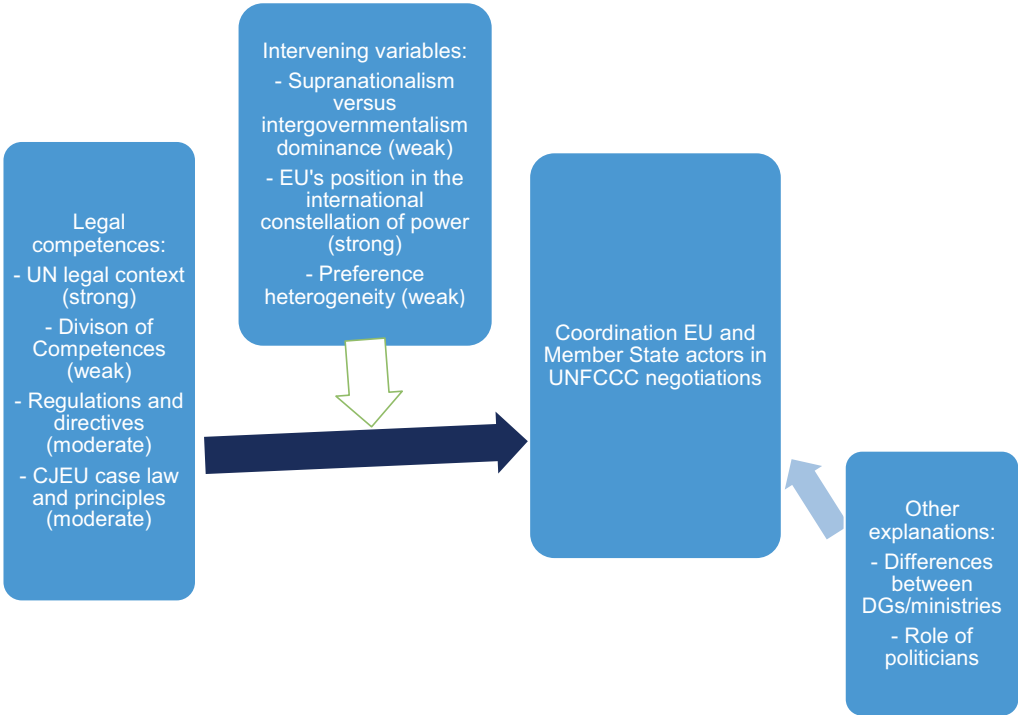 Legal
competences:
- UN legal context
(strong)
- Divison of
Competences
(weak)
- Regulations and
directives
(moderate)
- CJEU case law
and principles
(moderate)
Intervening variables:
- Supranationalism
versus
intergovernmentalism
dominance (weak)
- EU's position in the
international
constellation of power
(strong)
- Preference
heterogeneity (weak)
Coordination EU and
Member State actors in
UNFCCC negotiations
Other
explanations:
- Differences
between
DGs/ministries
- Role of
politicians